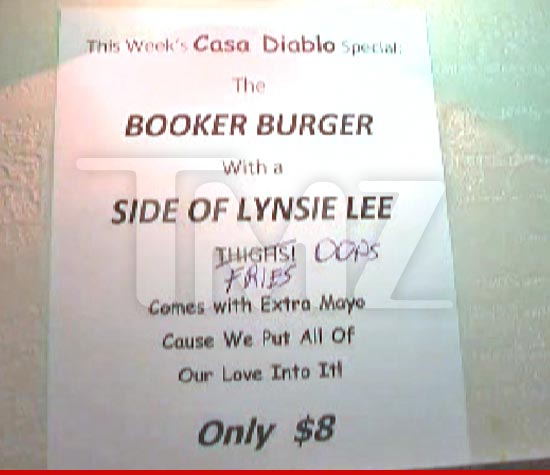 This Week's Casa Diablo Special:
The
BOOKER BURGER
With a
SIDE OF LYNSIE LEE
THIGHS! OOPS
FRIES
Comes with Extra Mayo
Cause We Put All Of
Our Love Into It!
Only $8
TMZ